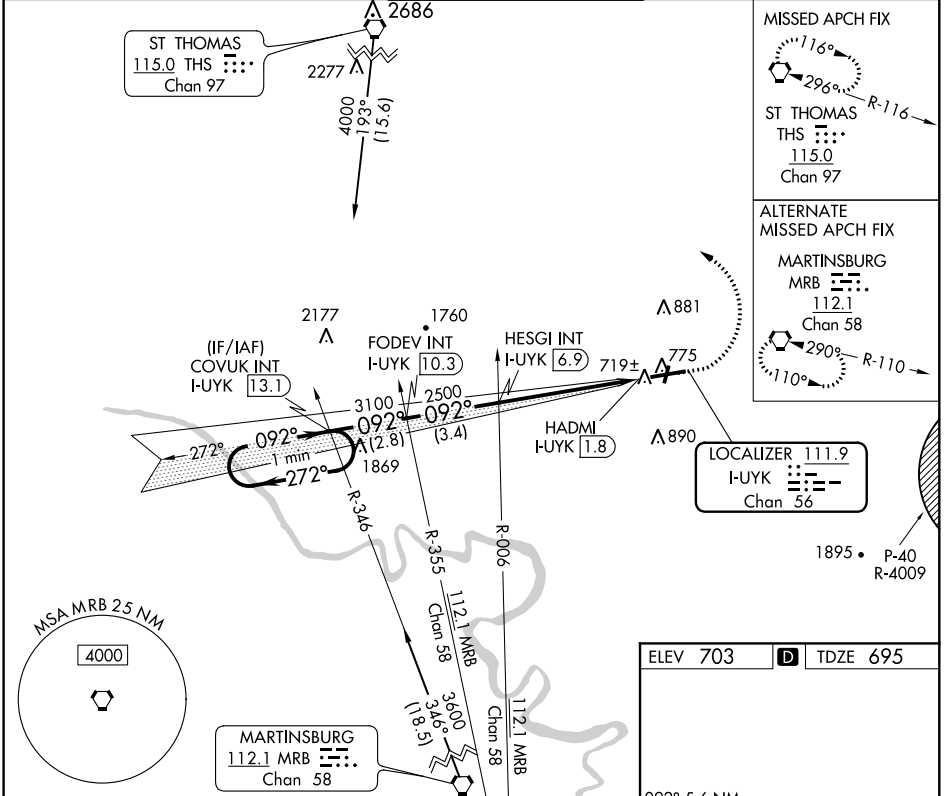 2686
ST THOMAS
115.0 THS
Chan 97
2277
4000
193°
(15.6)
MISSED APCH FIX
116°
296°
R-116
ST THOMAS
THS
115.0
Chan 97
ALTERNATE
MISSED APCH FIX
MARTINSBURG
MRB
112.1
Chan 58
290°
R-110
110°
2177
1760
881
(IF/IAF)
COVUK INT
I-UYK 13.1
FODEV INT
I-UYK 10.3
HESGI INT
I-UYK 6.9
719±
775
3100
2500
092°
092°
092°
272°
1 min
(2.8)
(3.4)
272°
1869
HADMI
I-UYK 1.8
890
LOCALIZER 111.9
I-UYK
Chan 56
R-346
R-355
R-006
1895
P-40
R-4009
112.1 MRB
Chan 58
MSA MRB 25 NM
4000
3600
346°
(18.5)
112.1 MRB
Chan 58
MARTINSBURG
112.1 MRB
Chan 58
ELEV 703
D
TDZE 695